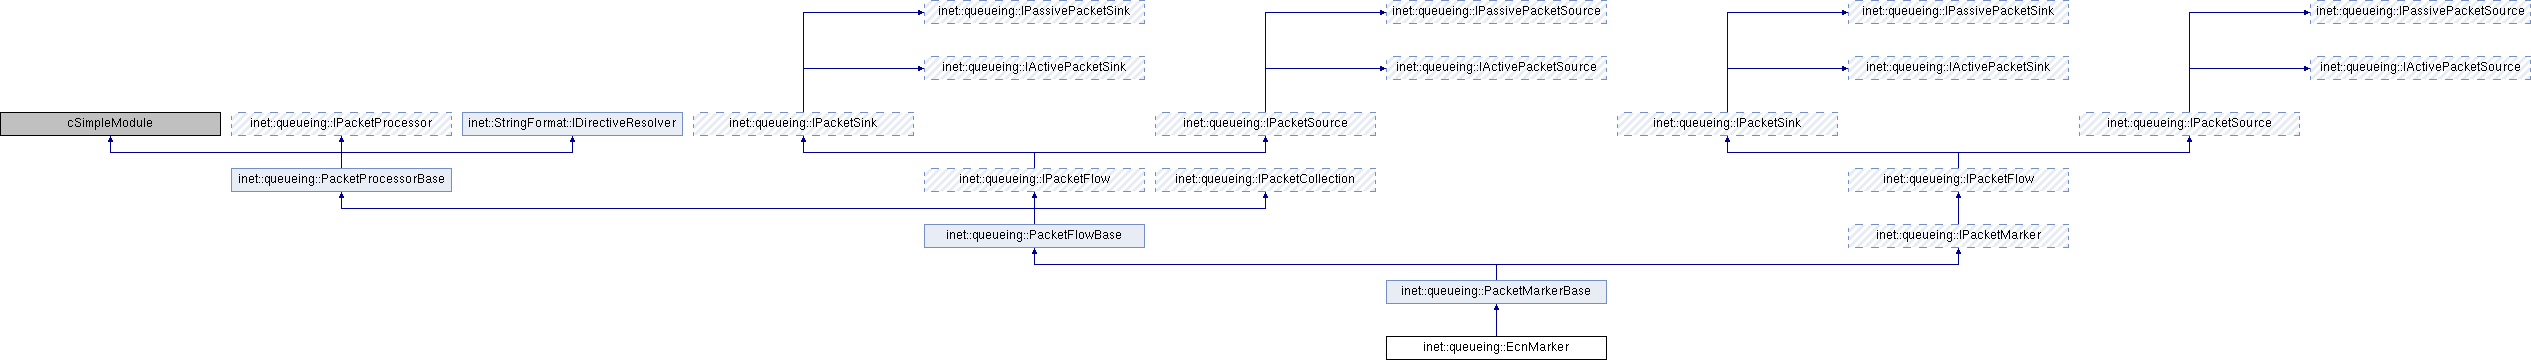 inet::queueing::IPassivePacketSink inet::queueing::IPassivePacketSource inet::queueing::IPassivePacketSink inet::queueing::IPassivePacketSource
inet::queueing::IActivePacketSink inet::queueing::IActivePacketSource inet::queueing::IActivePacketSink inet::queueing::IActivePacketSource
cSimpleModule inet::queueing::IPacketProcessor inet::StringFormat::IDirectiveResolver inet::queueing::IPacketSink inet::queueing::IPacketSource inet::queueing::IPacketSink inet::queueing::IPacketSource
inet::queueing::PacketProcessorBase inet::queueing::IPacketFlow inet::queueing::IPacketCollection inet::queueing::IPacketFlow
inet::queueing::PacketFlowBase inet::queueing::IPacketMarker
inet::queueing::PacketMarkerBase
inet::queueing::EcnMarker